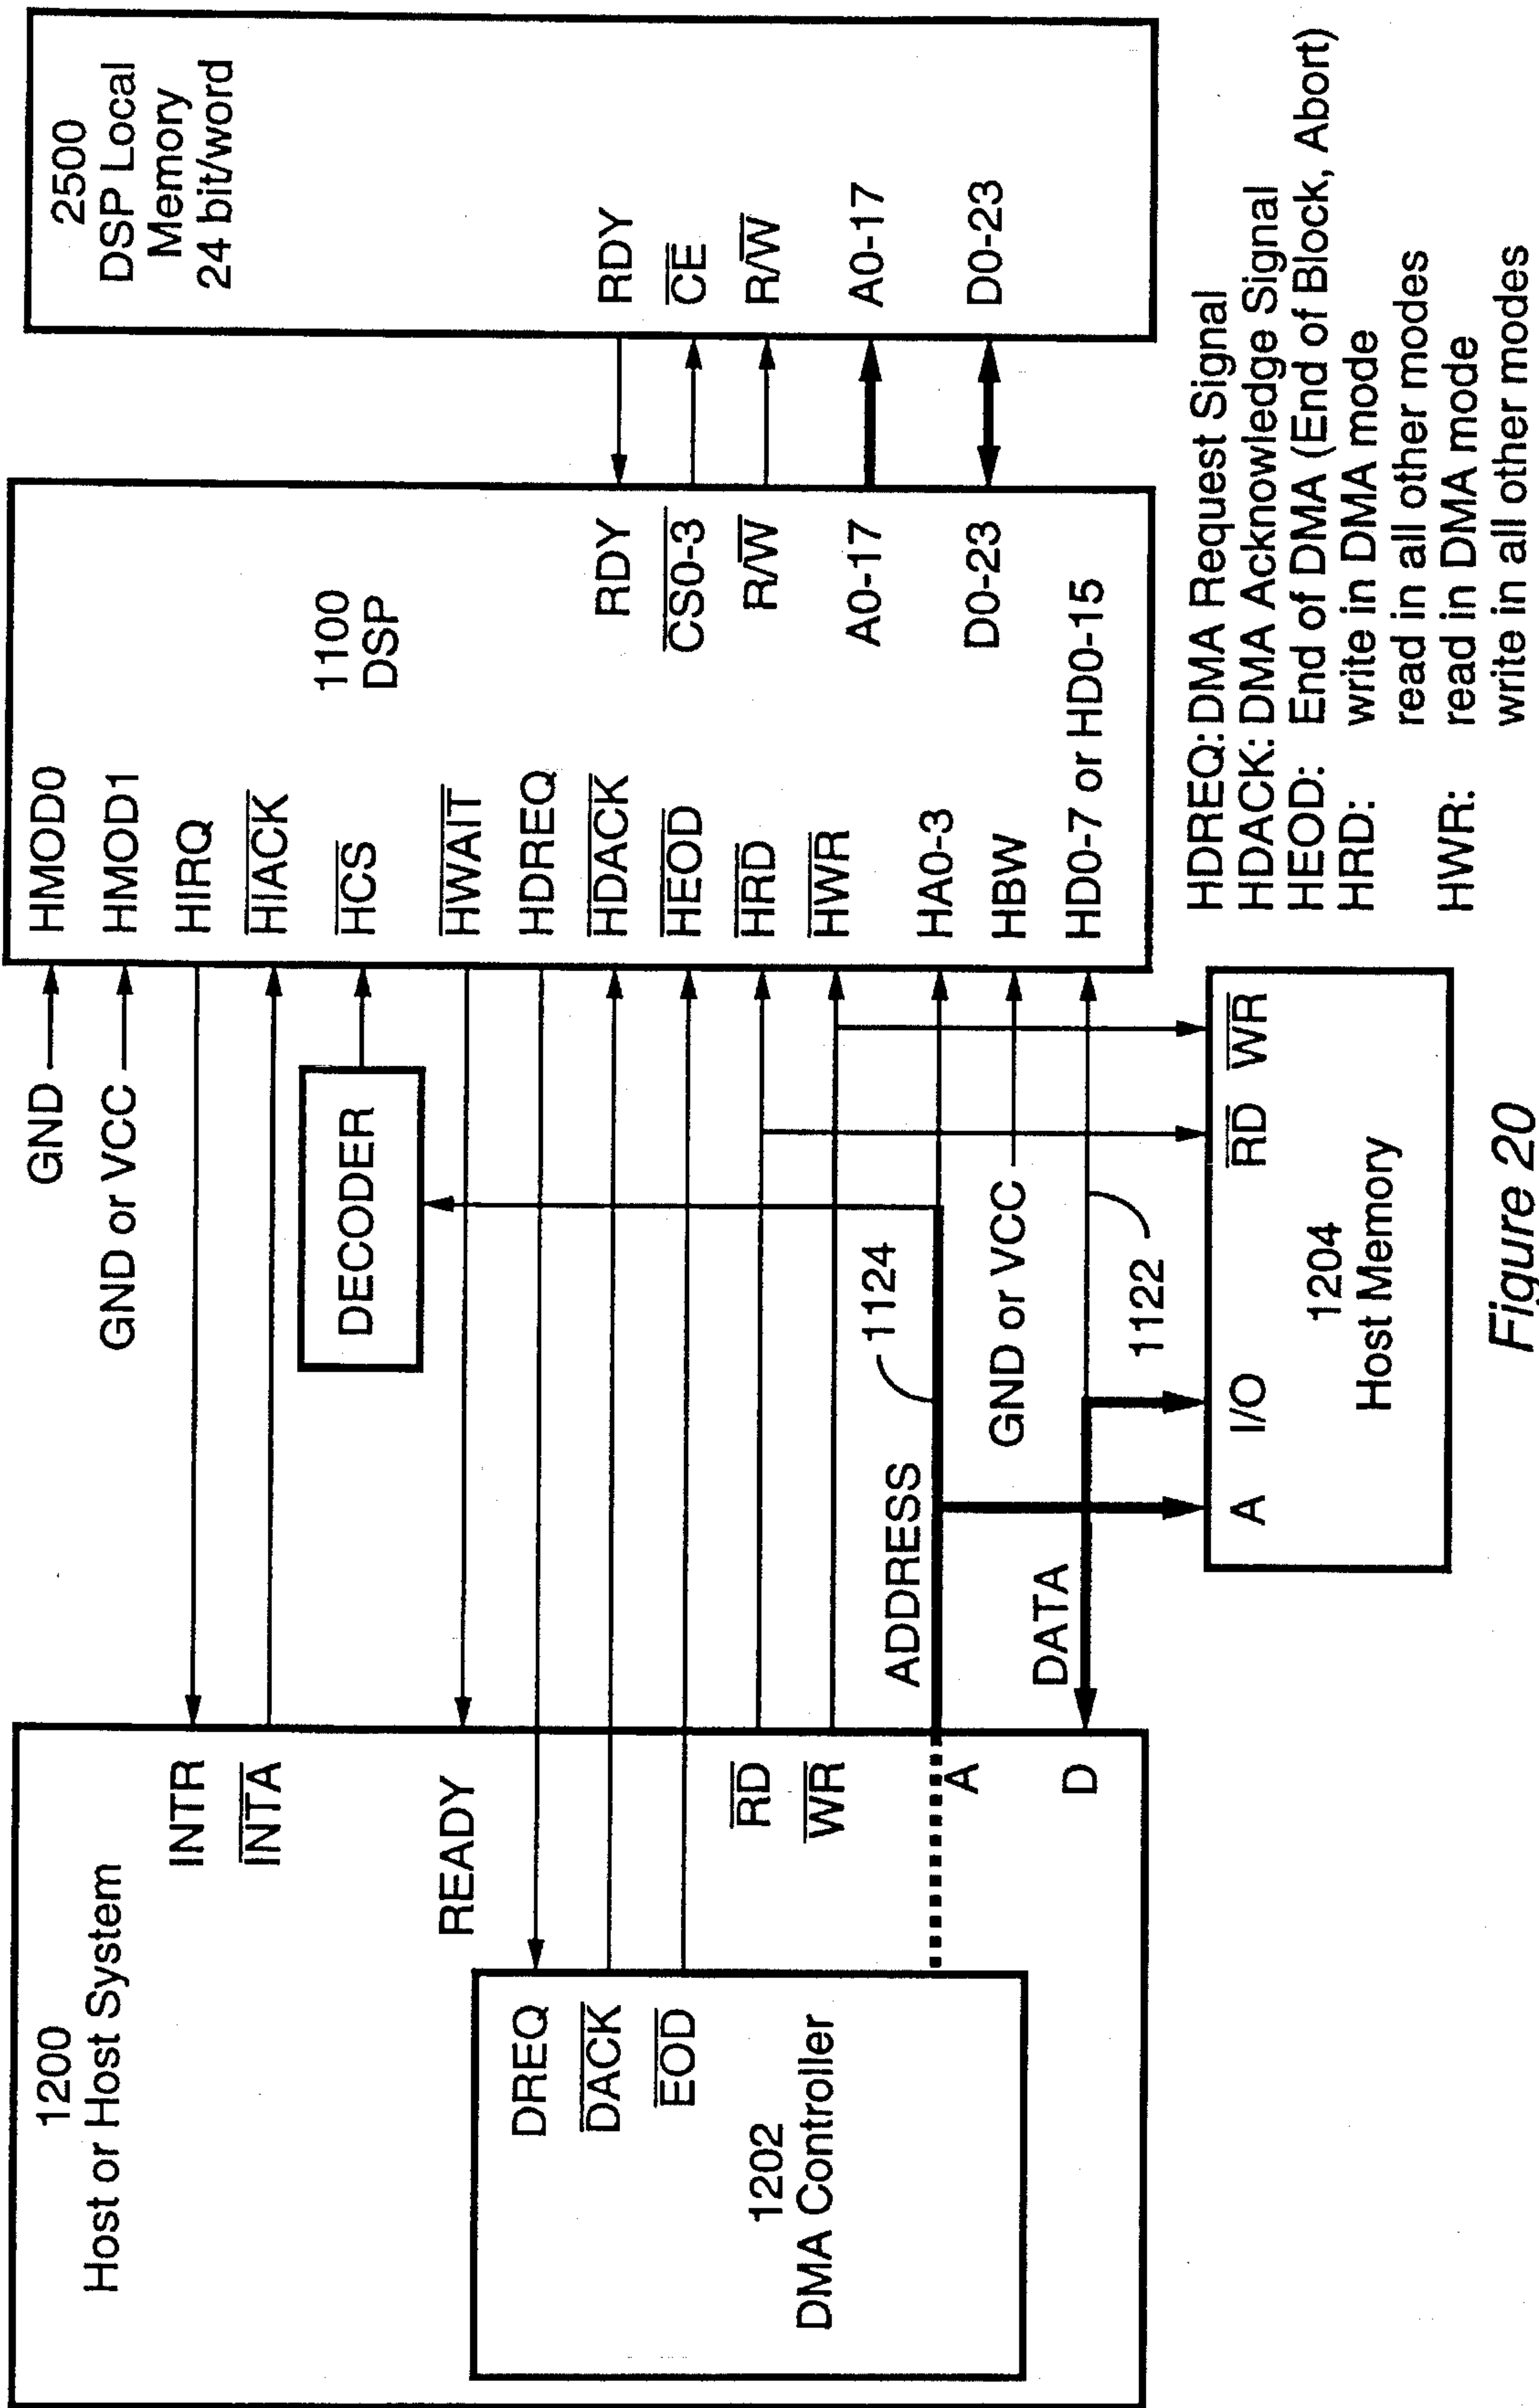 1200
Host or Host System
INTR
INTA
READY
DREQ
DACK
EOD
1202
DMA Controller
RD
WR
A
D
GND
GND or VCC
DECODER
ADDRESS
1124
GND or VCC
DATA
1122
A
I/O
RD
WR
1204
Host Memory
HMOD0
HMOD1
HIRQ
HIACK
HCS
HWAIT
HDREQ
HDACK
HEOD
HRD
HWR
HA0-3
HBW
HD0-7 or HD0-15
1100
DSP
RDY
CS0-3
R/W
A0-17
D0-23
2500
DSP Local
Memory
24 bit/word
RDY
CE
R/W
A0-17
D0-23
HDREQ: DMA Request Signal
HDACK: DMA Acknowledge Signal
HEOD: End of DMA (End of Block, Abort)
HRD: write in DMA mode
read in all other modes
HWR: read in DMA mode
write in all other modes
Figure 20